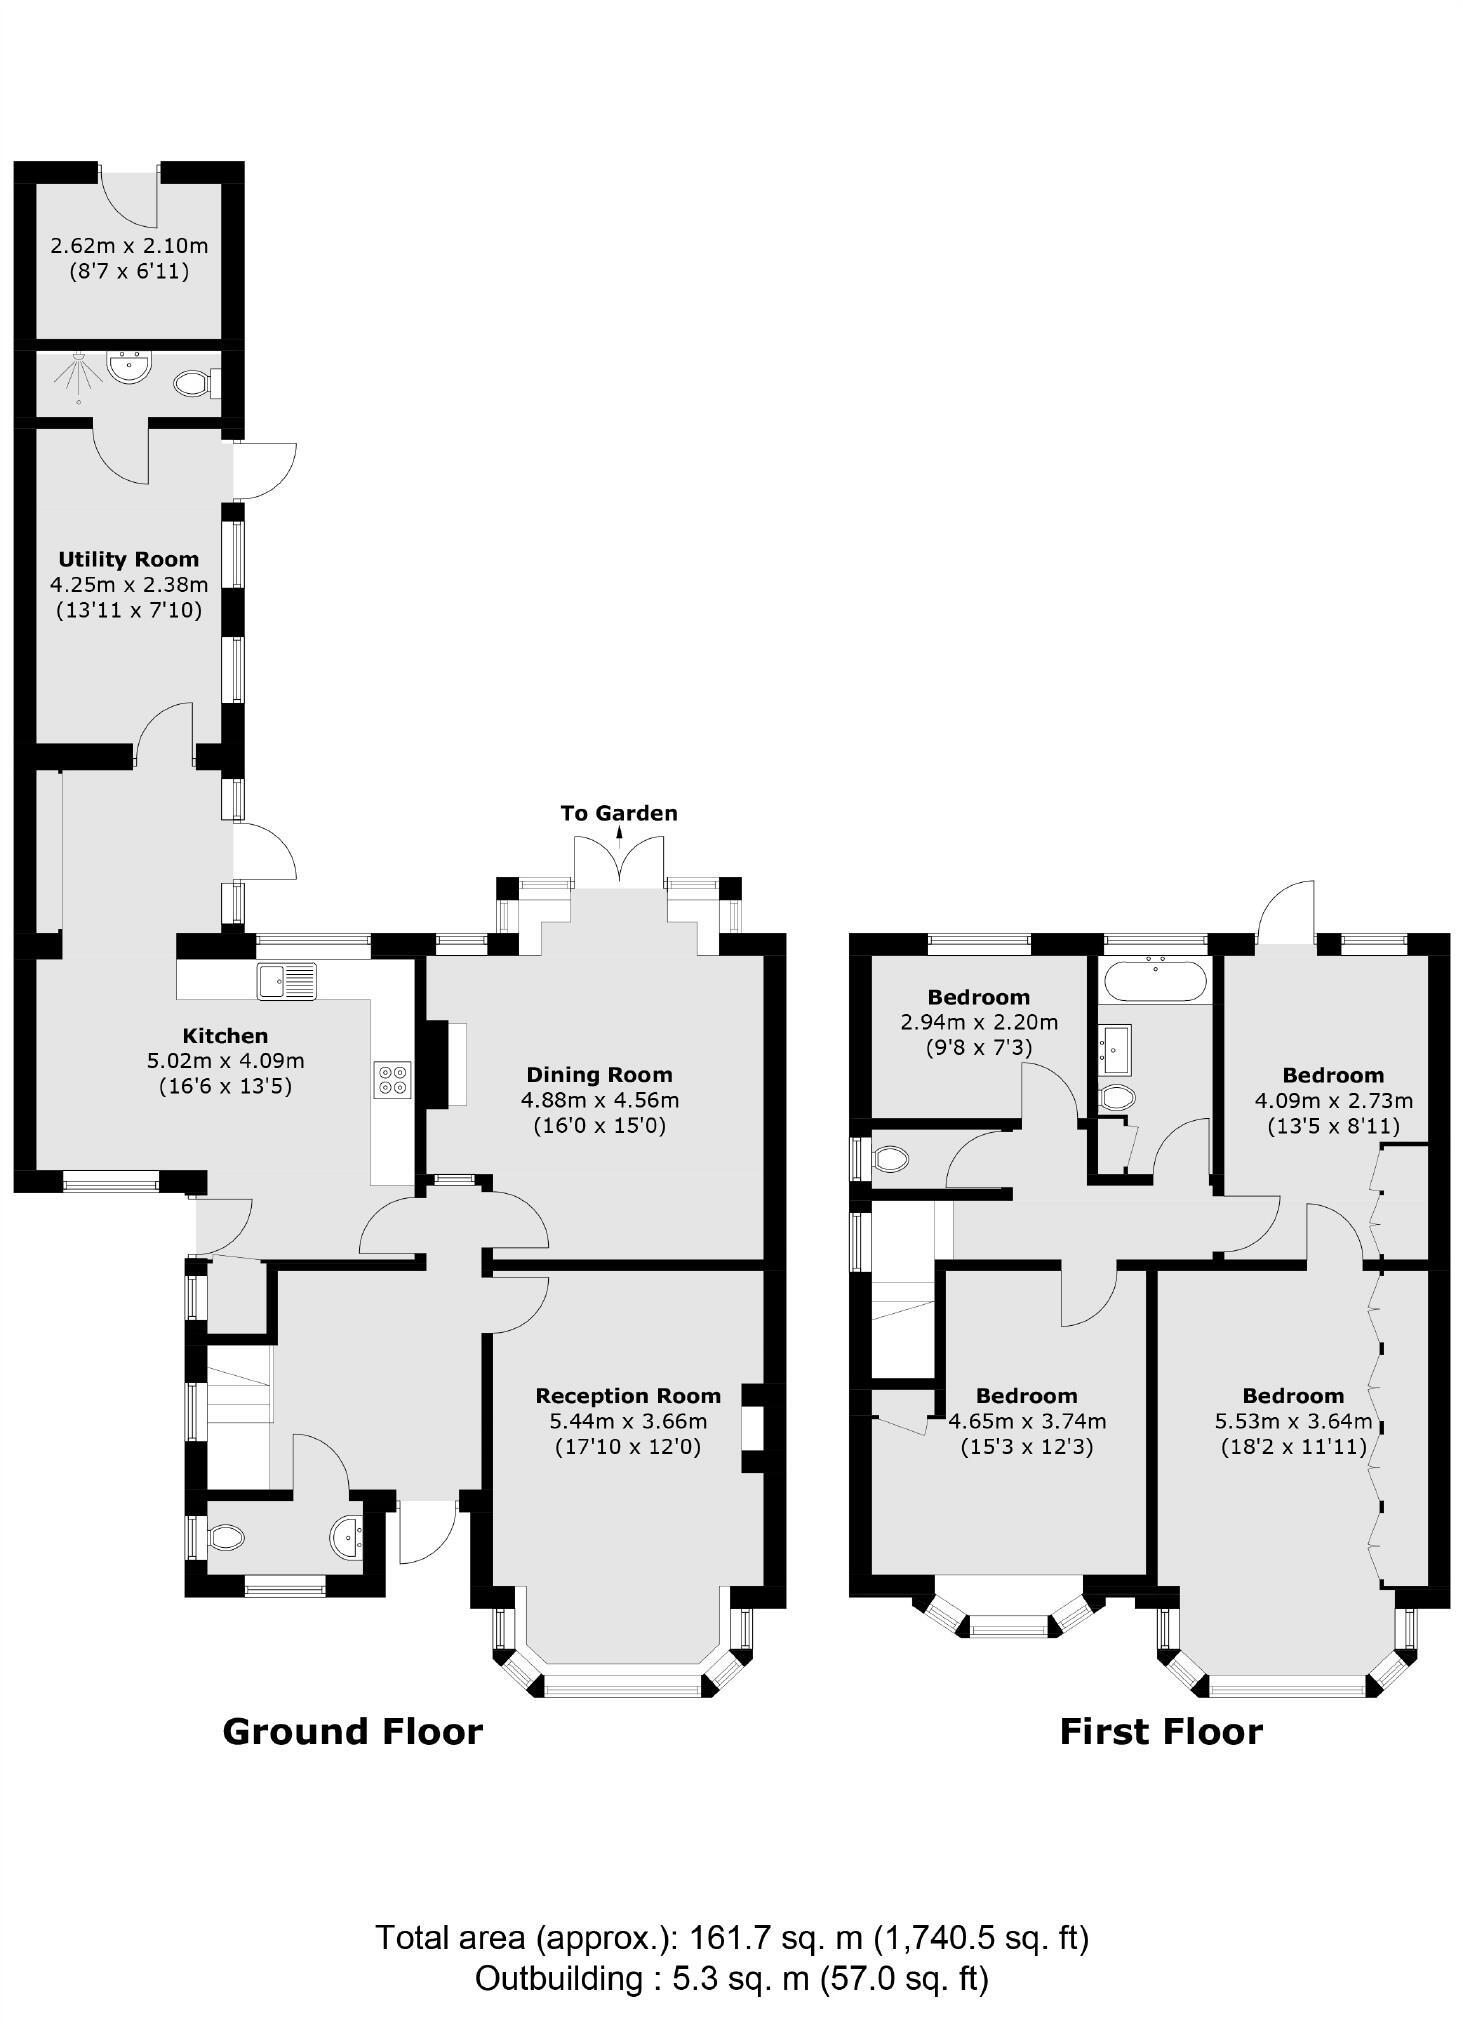 2.62m x 2.10m
(8'7 x 6'11)
Utility Room
4.25m x 2.38m
(13'11 x 7'10)
To Garden
Kitchen
5.02m x 4.09m
(16'6 x 13'5)
Dining Room
4.88m x 4.56m
(16'0 x 15'0)
Reception Room
5.44m x 3.66m
(17'10 x 12'0)
Ground Floor
Bedroom
2.94m x 2.20m
(9'8 x 7'3)
Bedroom
4.09m x 2.73m
(13'5 x 8'11)
Bedroom
4.65m x 3.74m
(15'3 x 12'3)
Bedroom
5.53m x 3.64m
(18'2 x 11'11)
First Floor
Total area (approx.): 161.7 sq. m (1,740.5 sq. ft)
Outbuilding : 5.3 sq. m (57.0 sq. ft)